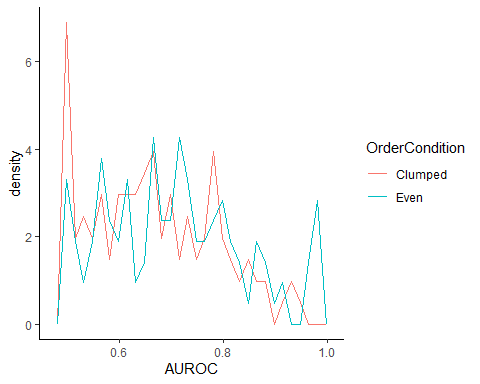 6
4
2
0
density
0.6
0.8
1.0
AUROC
OrderCondition
Clumped
Even